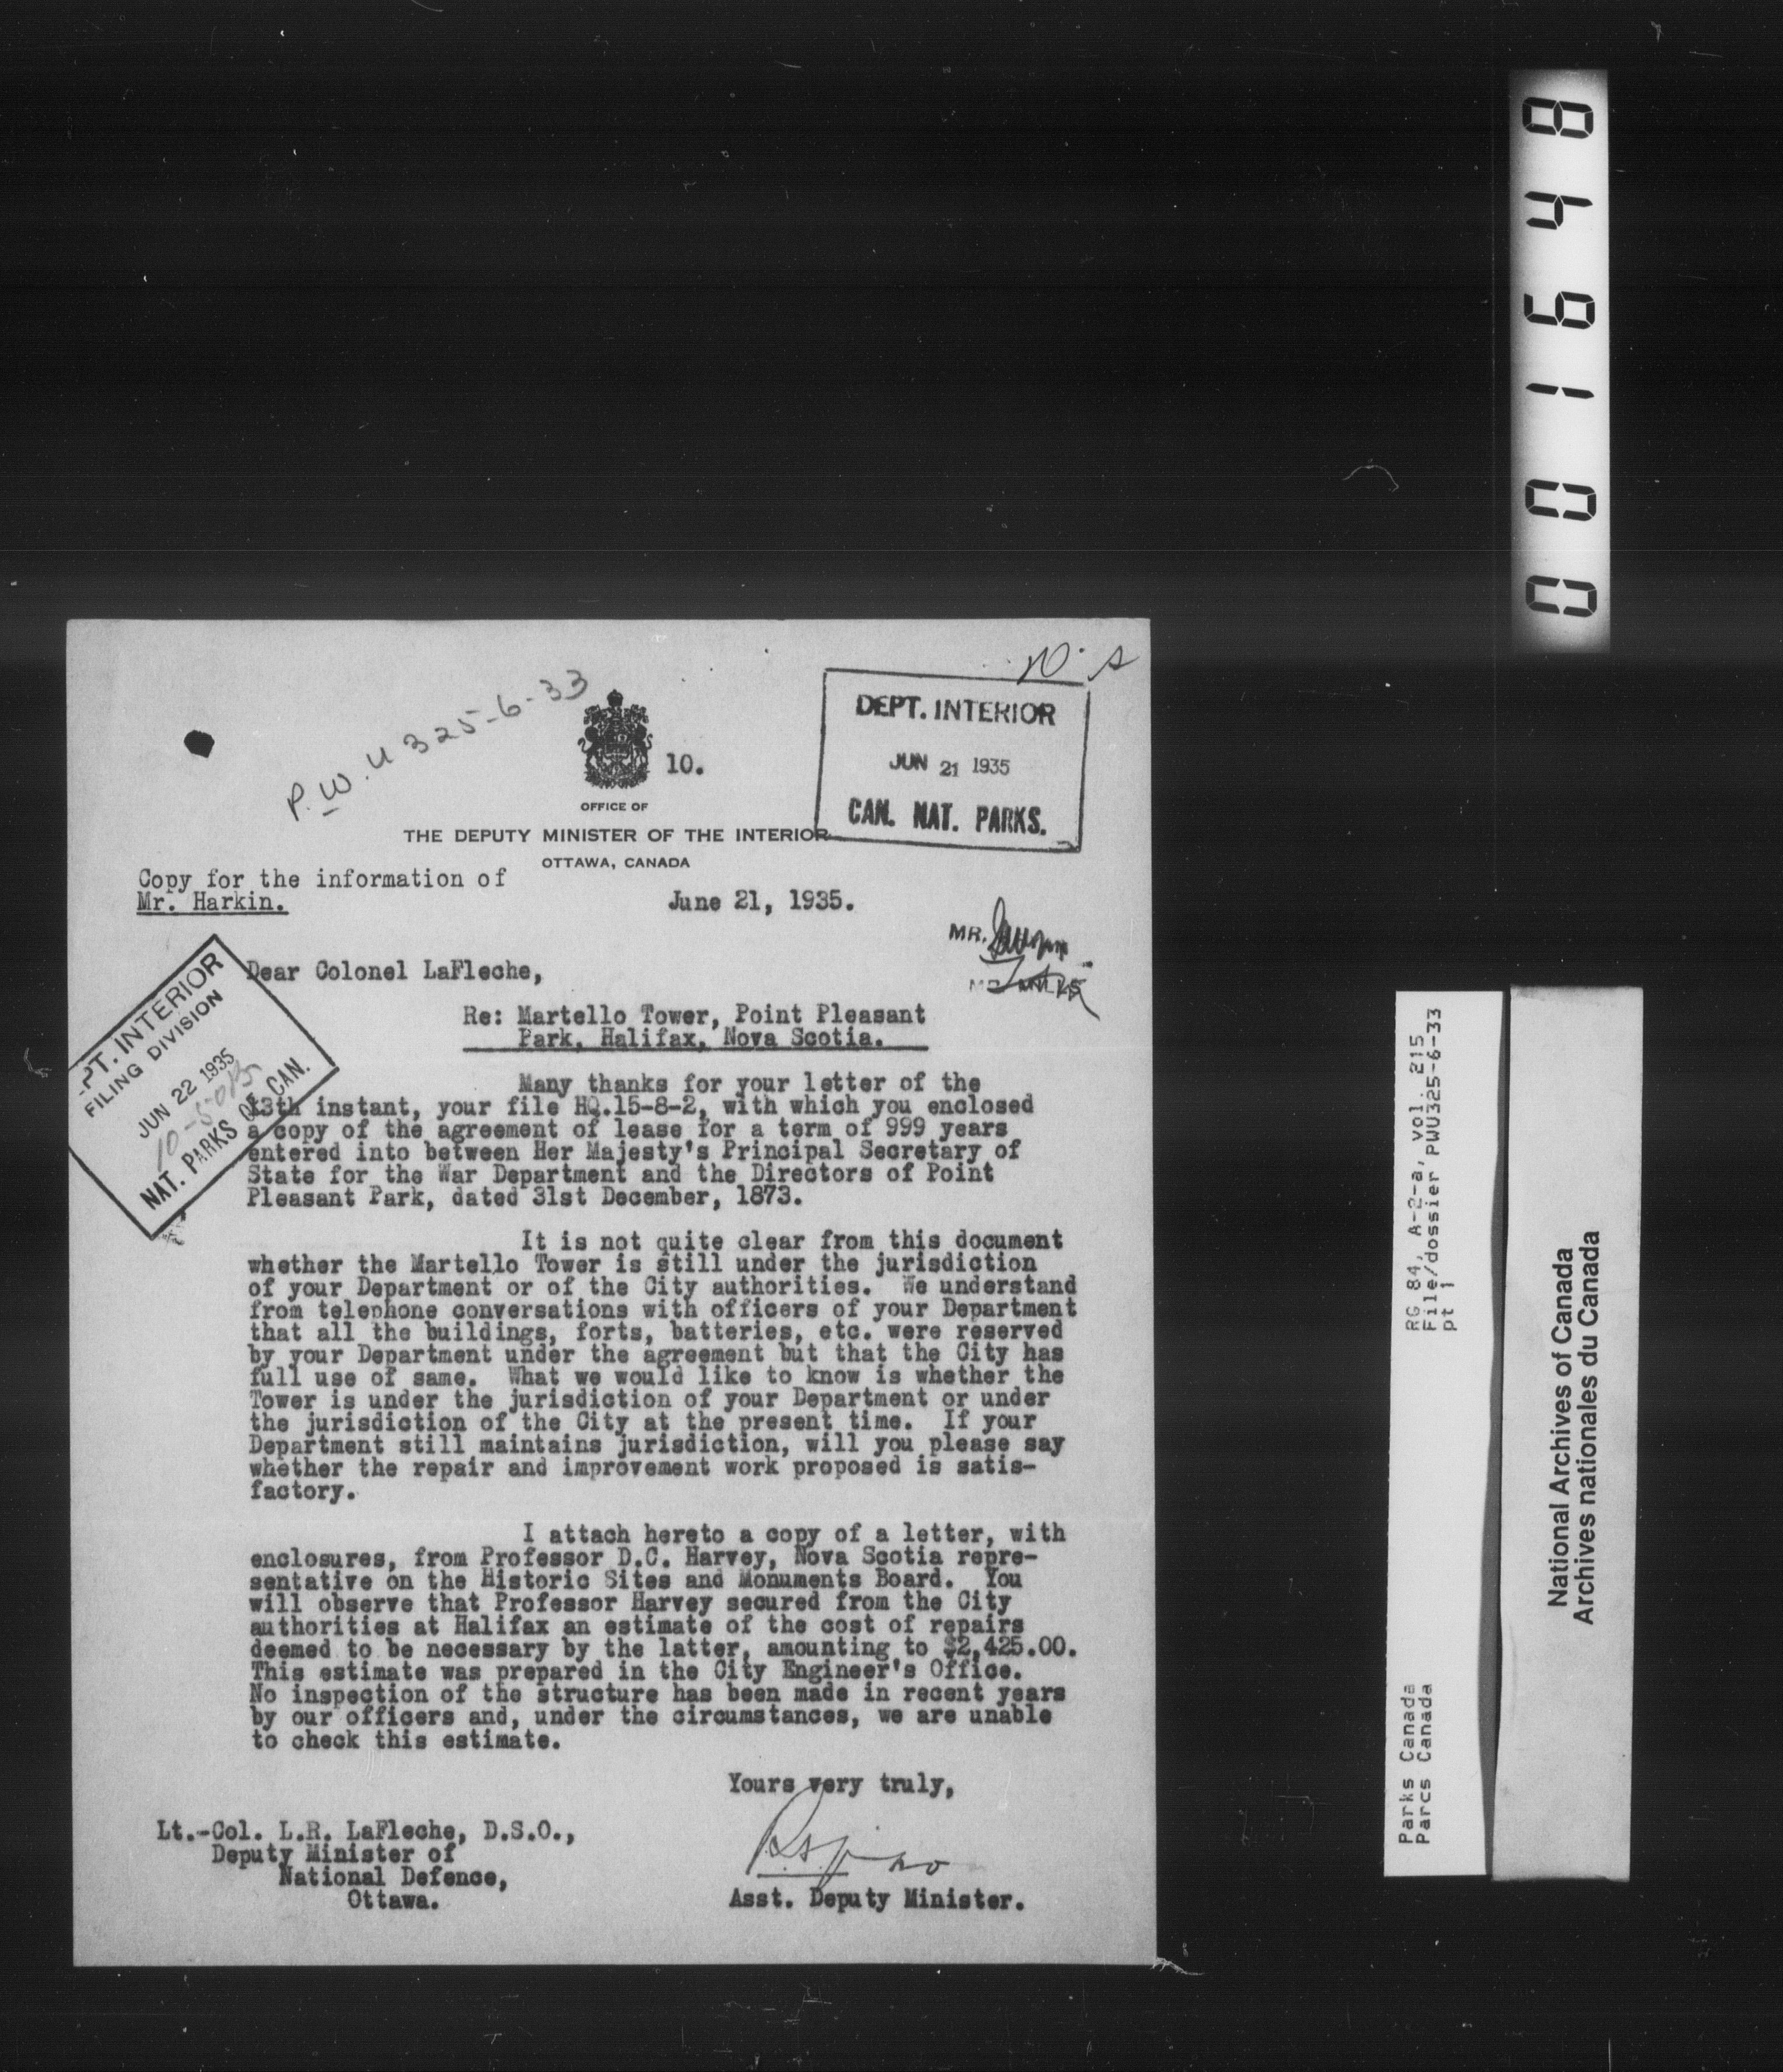 001648
P.W.U 325-6-33
10.
OFFICE OF
THE DEPUTY MINISTER OF THE INTERIOR
OTTAWA, CANADA
DEPT. INTERIOR
JUN 21 1935
CAN. NAT. PARKS.
Copy for the information of
Mr. Harkin.
June 21, 1935.
MR.
PT. INTERIOR
FILING DIVISION
JUN 22 1935
NAT. PARKS OF CAN.
Dear Colonel LaFleche,
Re: Martello Tower, Point Pleasant
Park, Halifax, Nova Scotia.
Many thanks for your letter of the
13th instant, your file HQ.15-8-2, with which you enclosed
a copy of the agreement of lease for a term of 999 years
entered into between Her Majesty's Principal Secretary of
State for the War Department and the Directors of Point
Pleasant Park, dated 31st December, 1873.
It is not quite clear from this document
whether the Martello Tower is still under the jurisdiction
of your Department or of the City authorities. We understand
from telephone conversations with officers of your Department
that all the buildings, forts, batteries, etc. were reserved
by your Department under the agreement but that the City has
full use of same. What we would like to know is whether the
Tower is under the jurisdiction of your Department or under
the jurisdiction of the City at the present time. If your
Department still maintains jurisdiction, will you please say
whether the repair and improvement work proposed is satis-
factory.
I attach hereto a copy of a letter, with
enclosures, from Professor D.C. Harvey, Nova Scotia repre-
sentative on the Historic Sites and Monuments Board. You
will observe that Professor Harvey secured from the City
authorities at Halifax an estimate of the cost of repairs
deemed to be necessary by the latter, amounting to $2,425.00.
This estimate was prepared in the City Engineer's Office.
No inspection of the structure has been made in recent years
by our officers and, under the circumstances, we are unable
to check this estimate.
Yours very truly,
Asst. Deputy Minister.
Lt.-Col. L.R. LaFleche, D.S.O.,
Deputy Minister of
National Defence,
Ottawa.
RG 84, A-2-a, vol. 215
File/dossier PWU325-6-33
pt 1
Parks Canada
Parcs Canada
National Archives of Canada
Archives nationales du Canada